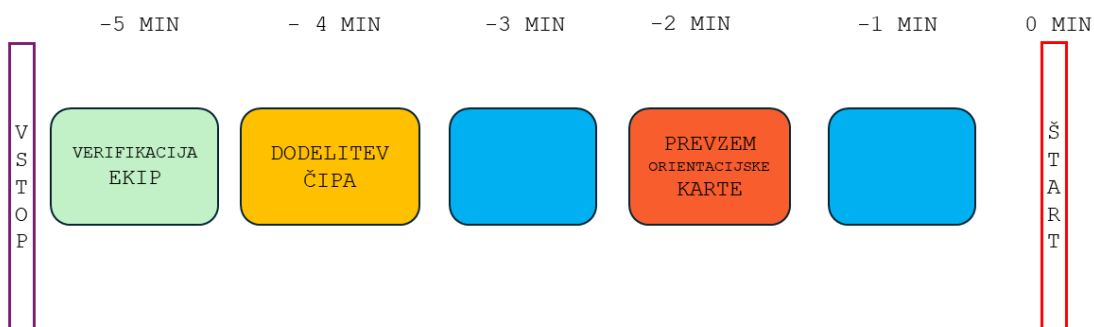 -5 MIN
- 4 MIN
-3 MIN
-2 MIN
-1 MIN
0 MIN
VSTOP
VERIFIKACIJA
EKIP
DODELITEV
ČIPA
PREVZEM
ORIENTACIJSKE
KARTE
ŠTART